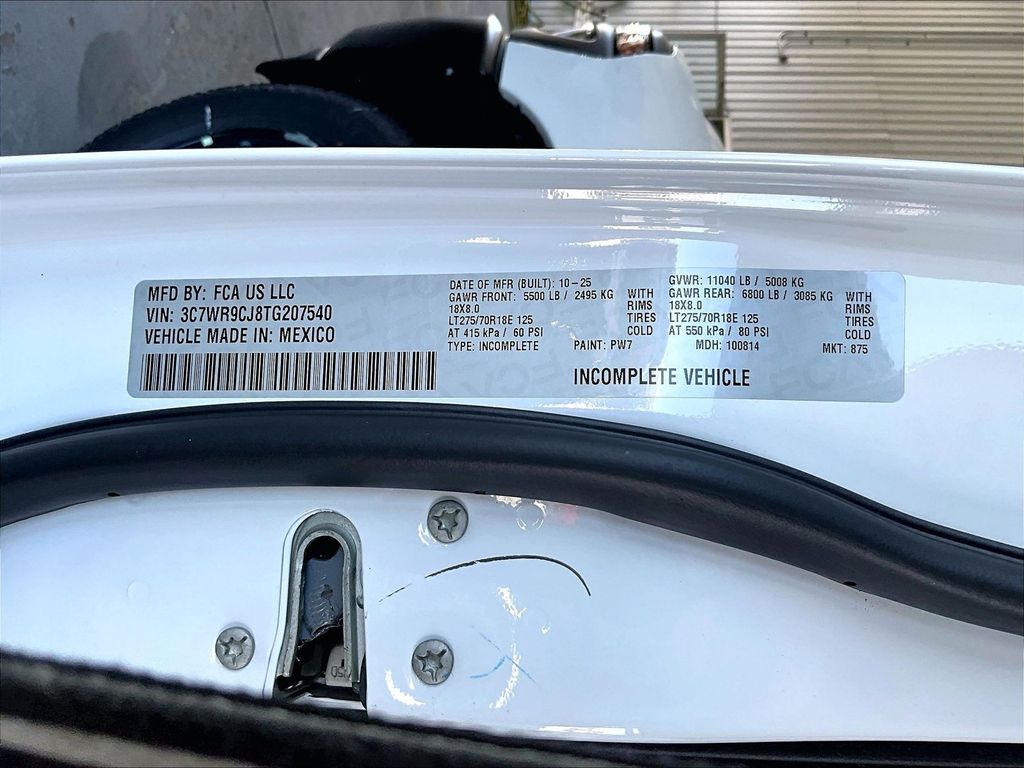 MFD BY: FCA US LLC
VIN: 3C7WR9CJ8TG207540
VEHICLE MADE IN: MEXICO
DATE OF MFR (BUILT): 10-25
GAWR FRONT: 5500 LB / 2495 KG WITH
18X8.0 RIMS
LT275/70R18E 125 TIRES
AT 415 kPa / 60 PSI COLD
TYPE: INCOMPLETE PAINT: PW7
GVWR: 11040 LB / 5008 KG
GAWR REAR: 6800 LB / 3085 KG WITH
18X8.0 RIMS
LT275/70R18E 125 TIRES
AT 550 kPa / 80 PSI COLD
MDH: 100814 MKT: 875
INCOMPLETE VEHICLE